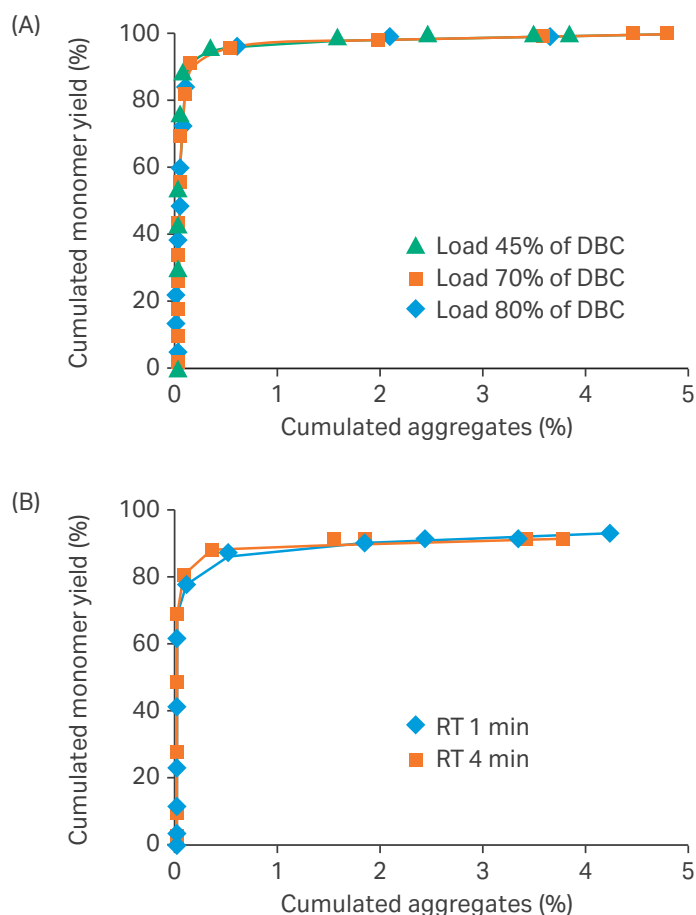 (A)
Cumulated monomer yield (%)
100
80
60
40
20
0
Load 45% of DBC
Load 70% of DBC
Load 80% of DBC
0 1 2 3 4 5
Cumulated aggregates (%)
(B)
Cumulated monomer yield (%)
100
80
60
40
20
0
RT 1 min
RT 4 min
0 1 2 3 4 5
Cumulated aggregates (%)